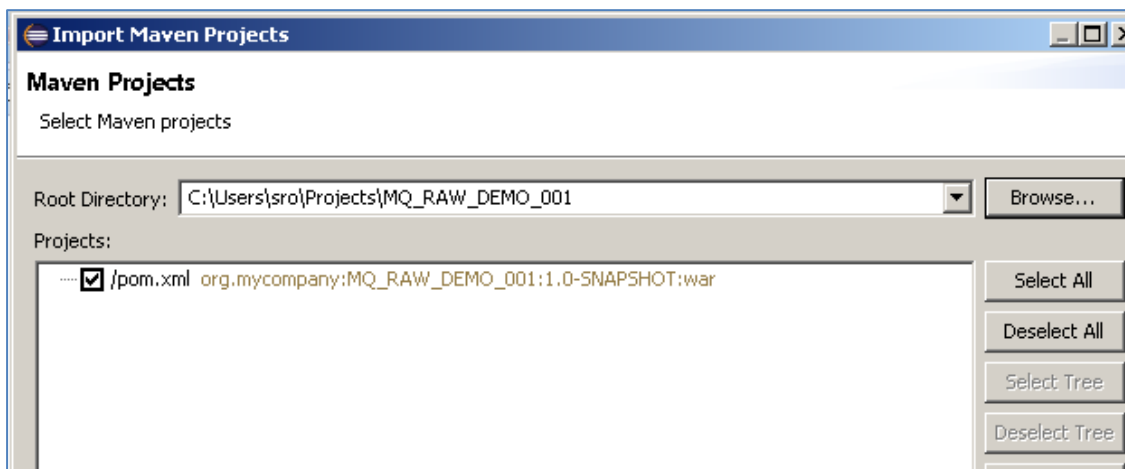 Import Maven Projects
Maven Projects
Select Maven projects
Root Directory: C:\Users\sro\Projects\MQ_RAW_DEMO_001 Browse...
Projects:
/pom.xml org.mycompany:MQ_RAW_DEMO_001:1.0-SNAPSHOT:war
Select All
Deselect All
Select Tree
Deselect Tree